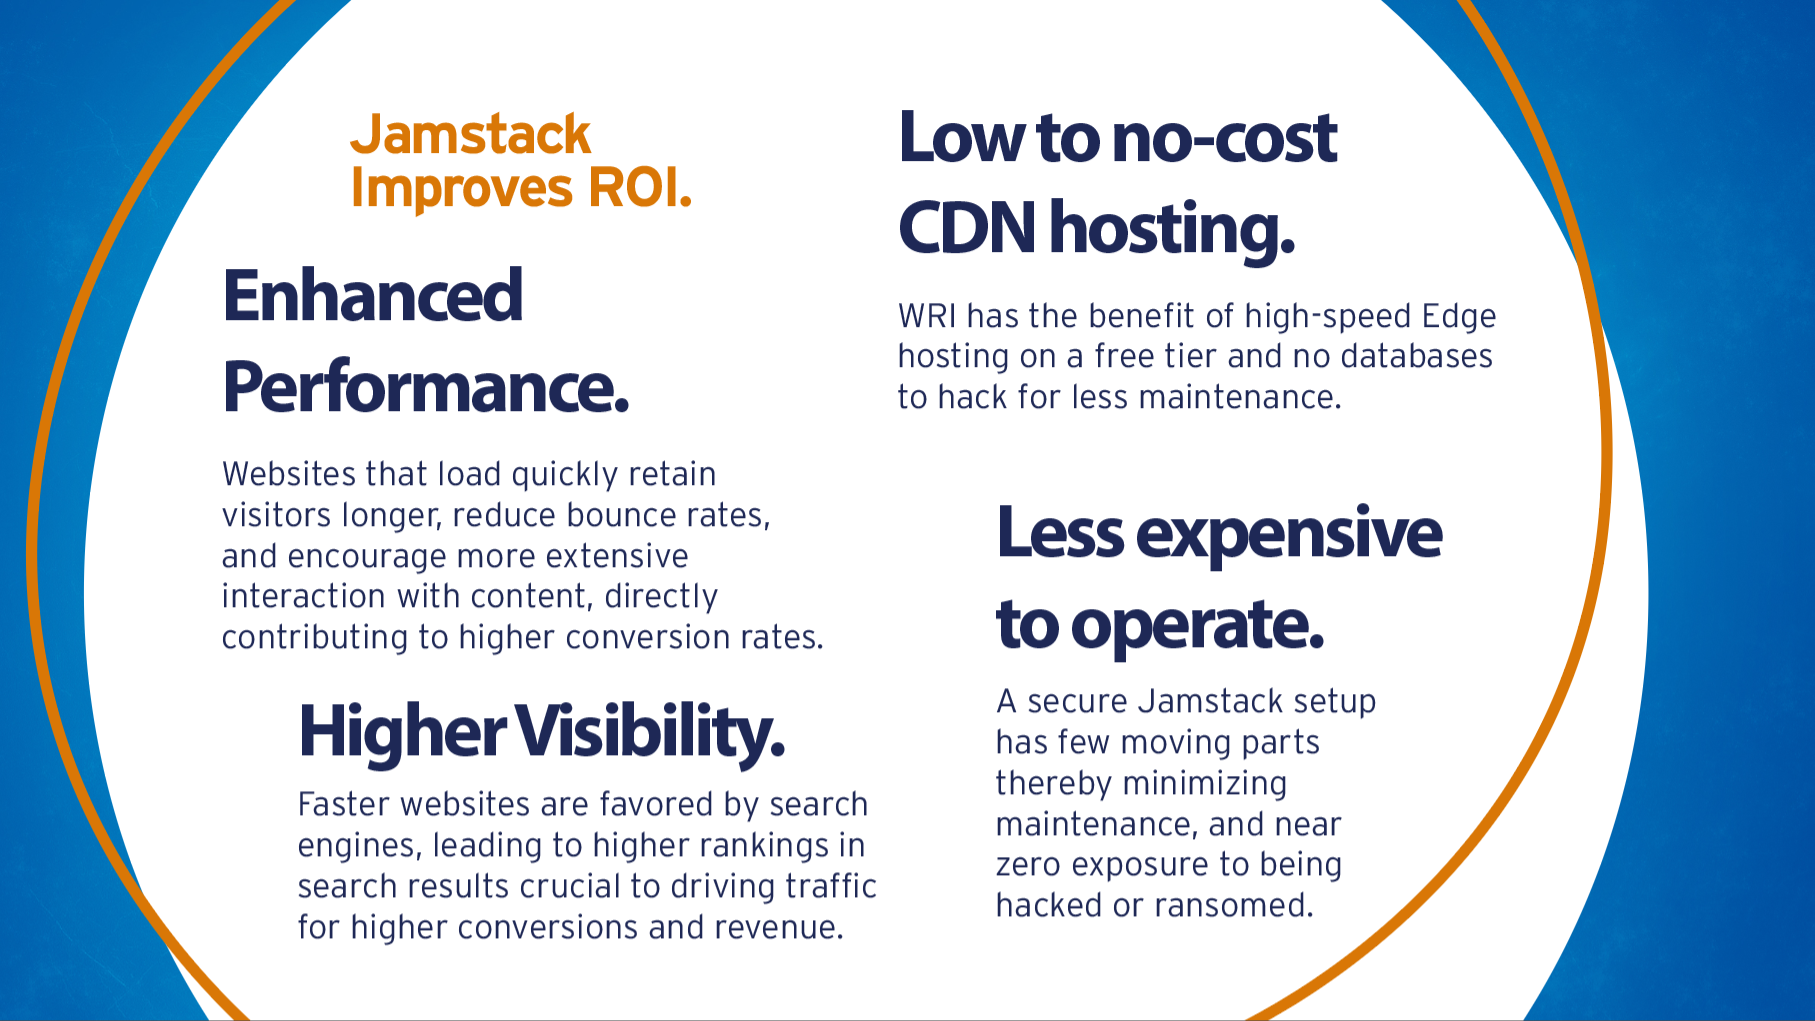 Jamstack
Improves ROI.
Enhanced
Performance.
Websites that load quickly retain
visitors longer, reduce bounce rates,
and encourage more extensive
interaction with content, directly
contributing to higher conversion rates.
Higher Visibility.
Faster websites are favored by search
engines, leading to higher rankings in
search results crucial to driving traffic
for higher conversions and revenue.
Low to no-cost
CDN hosting.
WRI has the benefit of high-speed Edge
hosting on a free tier and no databases
to hack for less maintenance.
Less expensive
to operate.
A secure Jamstack setup
has few moving parts
thereby minimizing
maintenance, and near
zero exposure to being
hacked or ransomed.